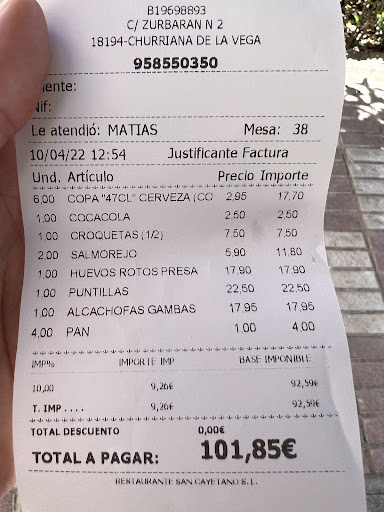 B19698893
C/ ZURBARAN N 2
18194-CHURRIANA DE LA VEGA
958550350
Cliente:
Nif:
Le atendió: MATIAS Mesa: 38
10/04/22 12:54 Justificante Factura
Und. Artículo Precio Importe
6,00 COPA "47CL" CERVEZA (CO 2,95 17,70
1,00 COCACOLA 2,50 2,50
1,00 CROQUETAS (1/2) 7,50 7,50
2,00 SALMOREJO 5,90 11,80
1,00 HUEVOS ROTOS PRESA 17,90 17,90
1,00 PUNTILLAS 22,50 22,50
1,00 ALCACHOFAS GAMBAS 17,95 17,95
4,00 PAN 1,00 4,00
IMP% IMPORTE IMP BASE IMPONIBLE
10,00 9,26€ 92,59€
T. IMP .... 9,26€ 92,59€
TOTAL DESCUENTO 0,00€
TOTAL A PAGAR: 101,85€
RESTAURANTE SAN CAYETANO S.L.